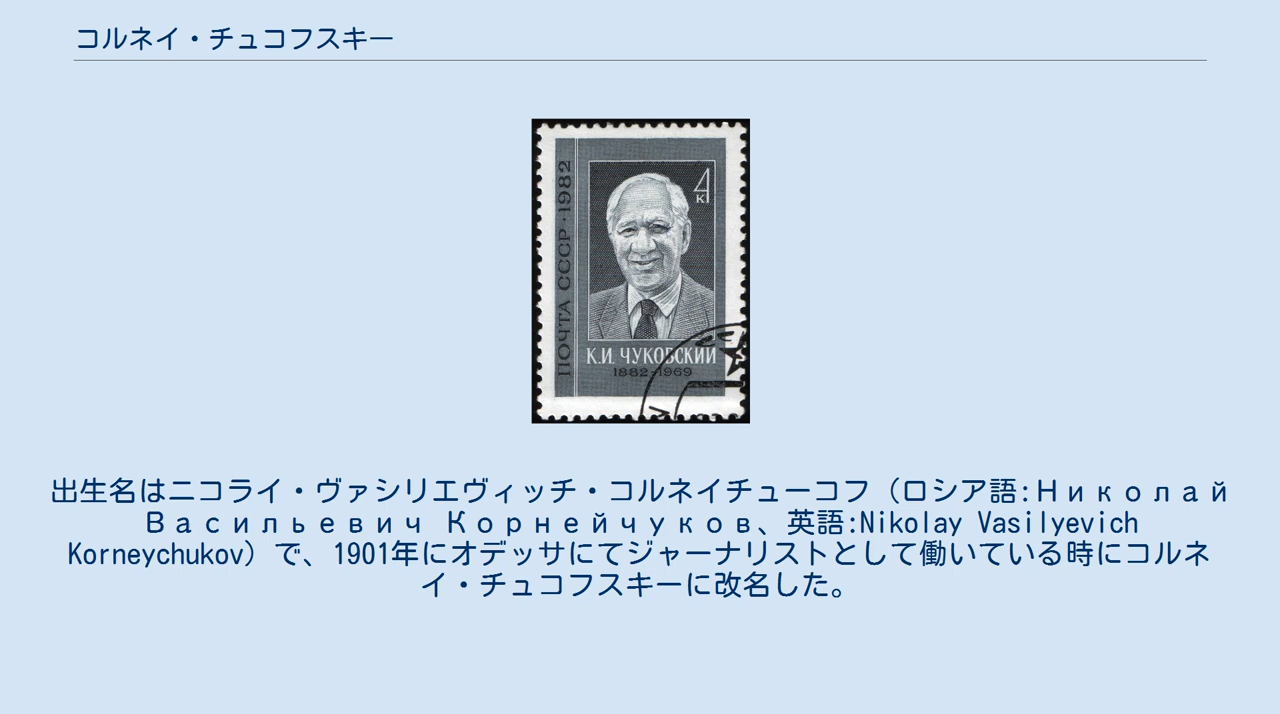 コルネイ・チュコフスキー
ПОЧТА СССР·1982
4
К
К.И. ЧУКОВСКИЙ
1882-1969
出生名はニコライ・ヴァシリエヴィッチ・コルネイチューコフ（ロシア語:Николай
Васильевич Корнейчуков、英語:Nikolay Vasilyevich
Korneychukov）で、1901年にオデッサにてジャーナリストとして働いている時にコルネ
イ・チュコフスキーに改名した。